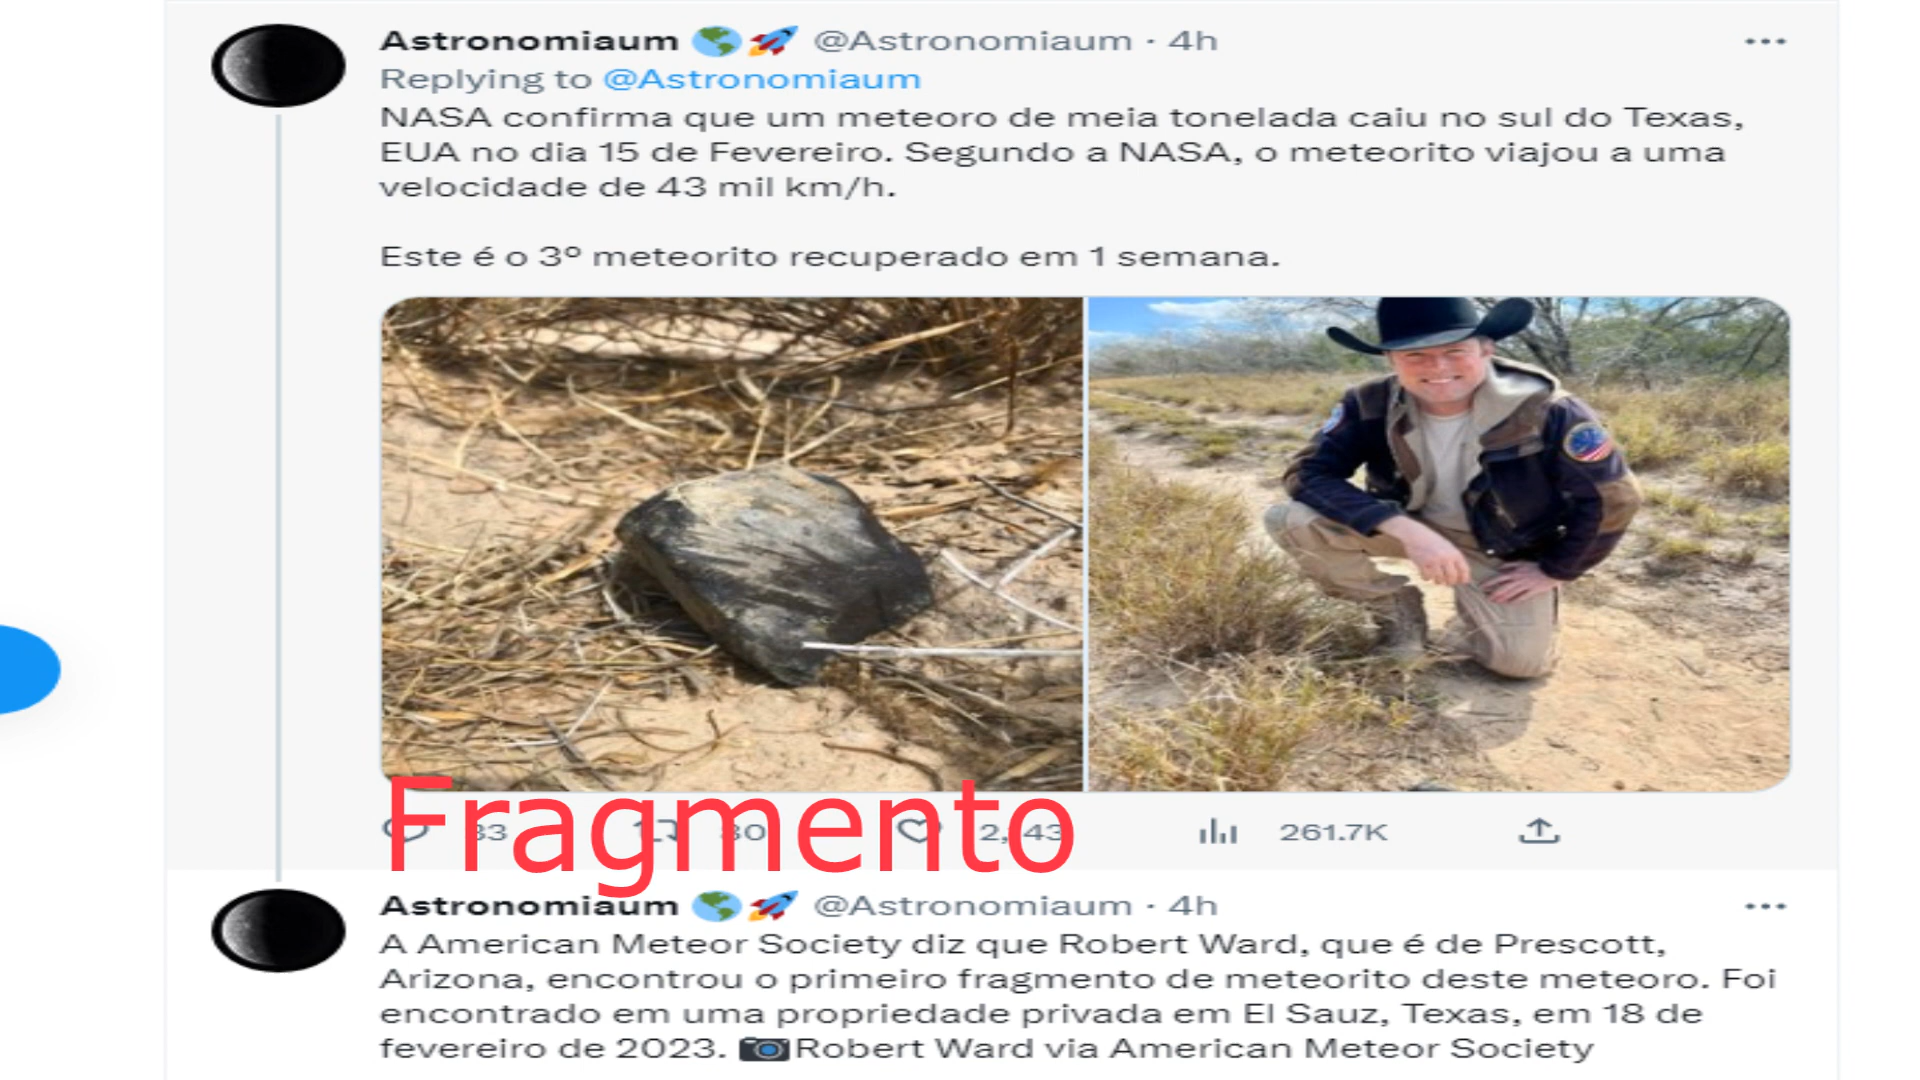 Astronomiaum @Astronomiaum · 4h
Replying to @Astronomiaum
NASA confirma que um meteoro de meia tonelada caiu no sul do Texas,
EUA no dia 15 de Fevereiro. Segundo a NASA, o meteorito viajou a uma
velocidade de 43 mil km/h.
Este é o 3º meteorito recuperado em 1 semana.
Fragmento
261.7K
Astronomiaum @Astronomiaum · 4h
A American Meteor Society diz que Robert Ward, que é de Prescott,
Arizona, encontrou o primeiro fragmento de meteorito deste meteoro. Foi
encontrado em uma propriedade privada em El Sauz, Texas, em 18 de
fevereiro de 2023. 📷Robert Ward via American Meteor Society